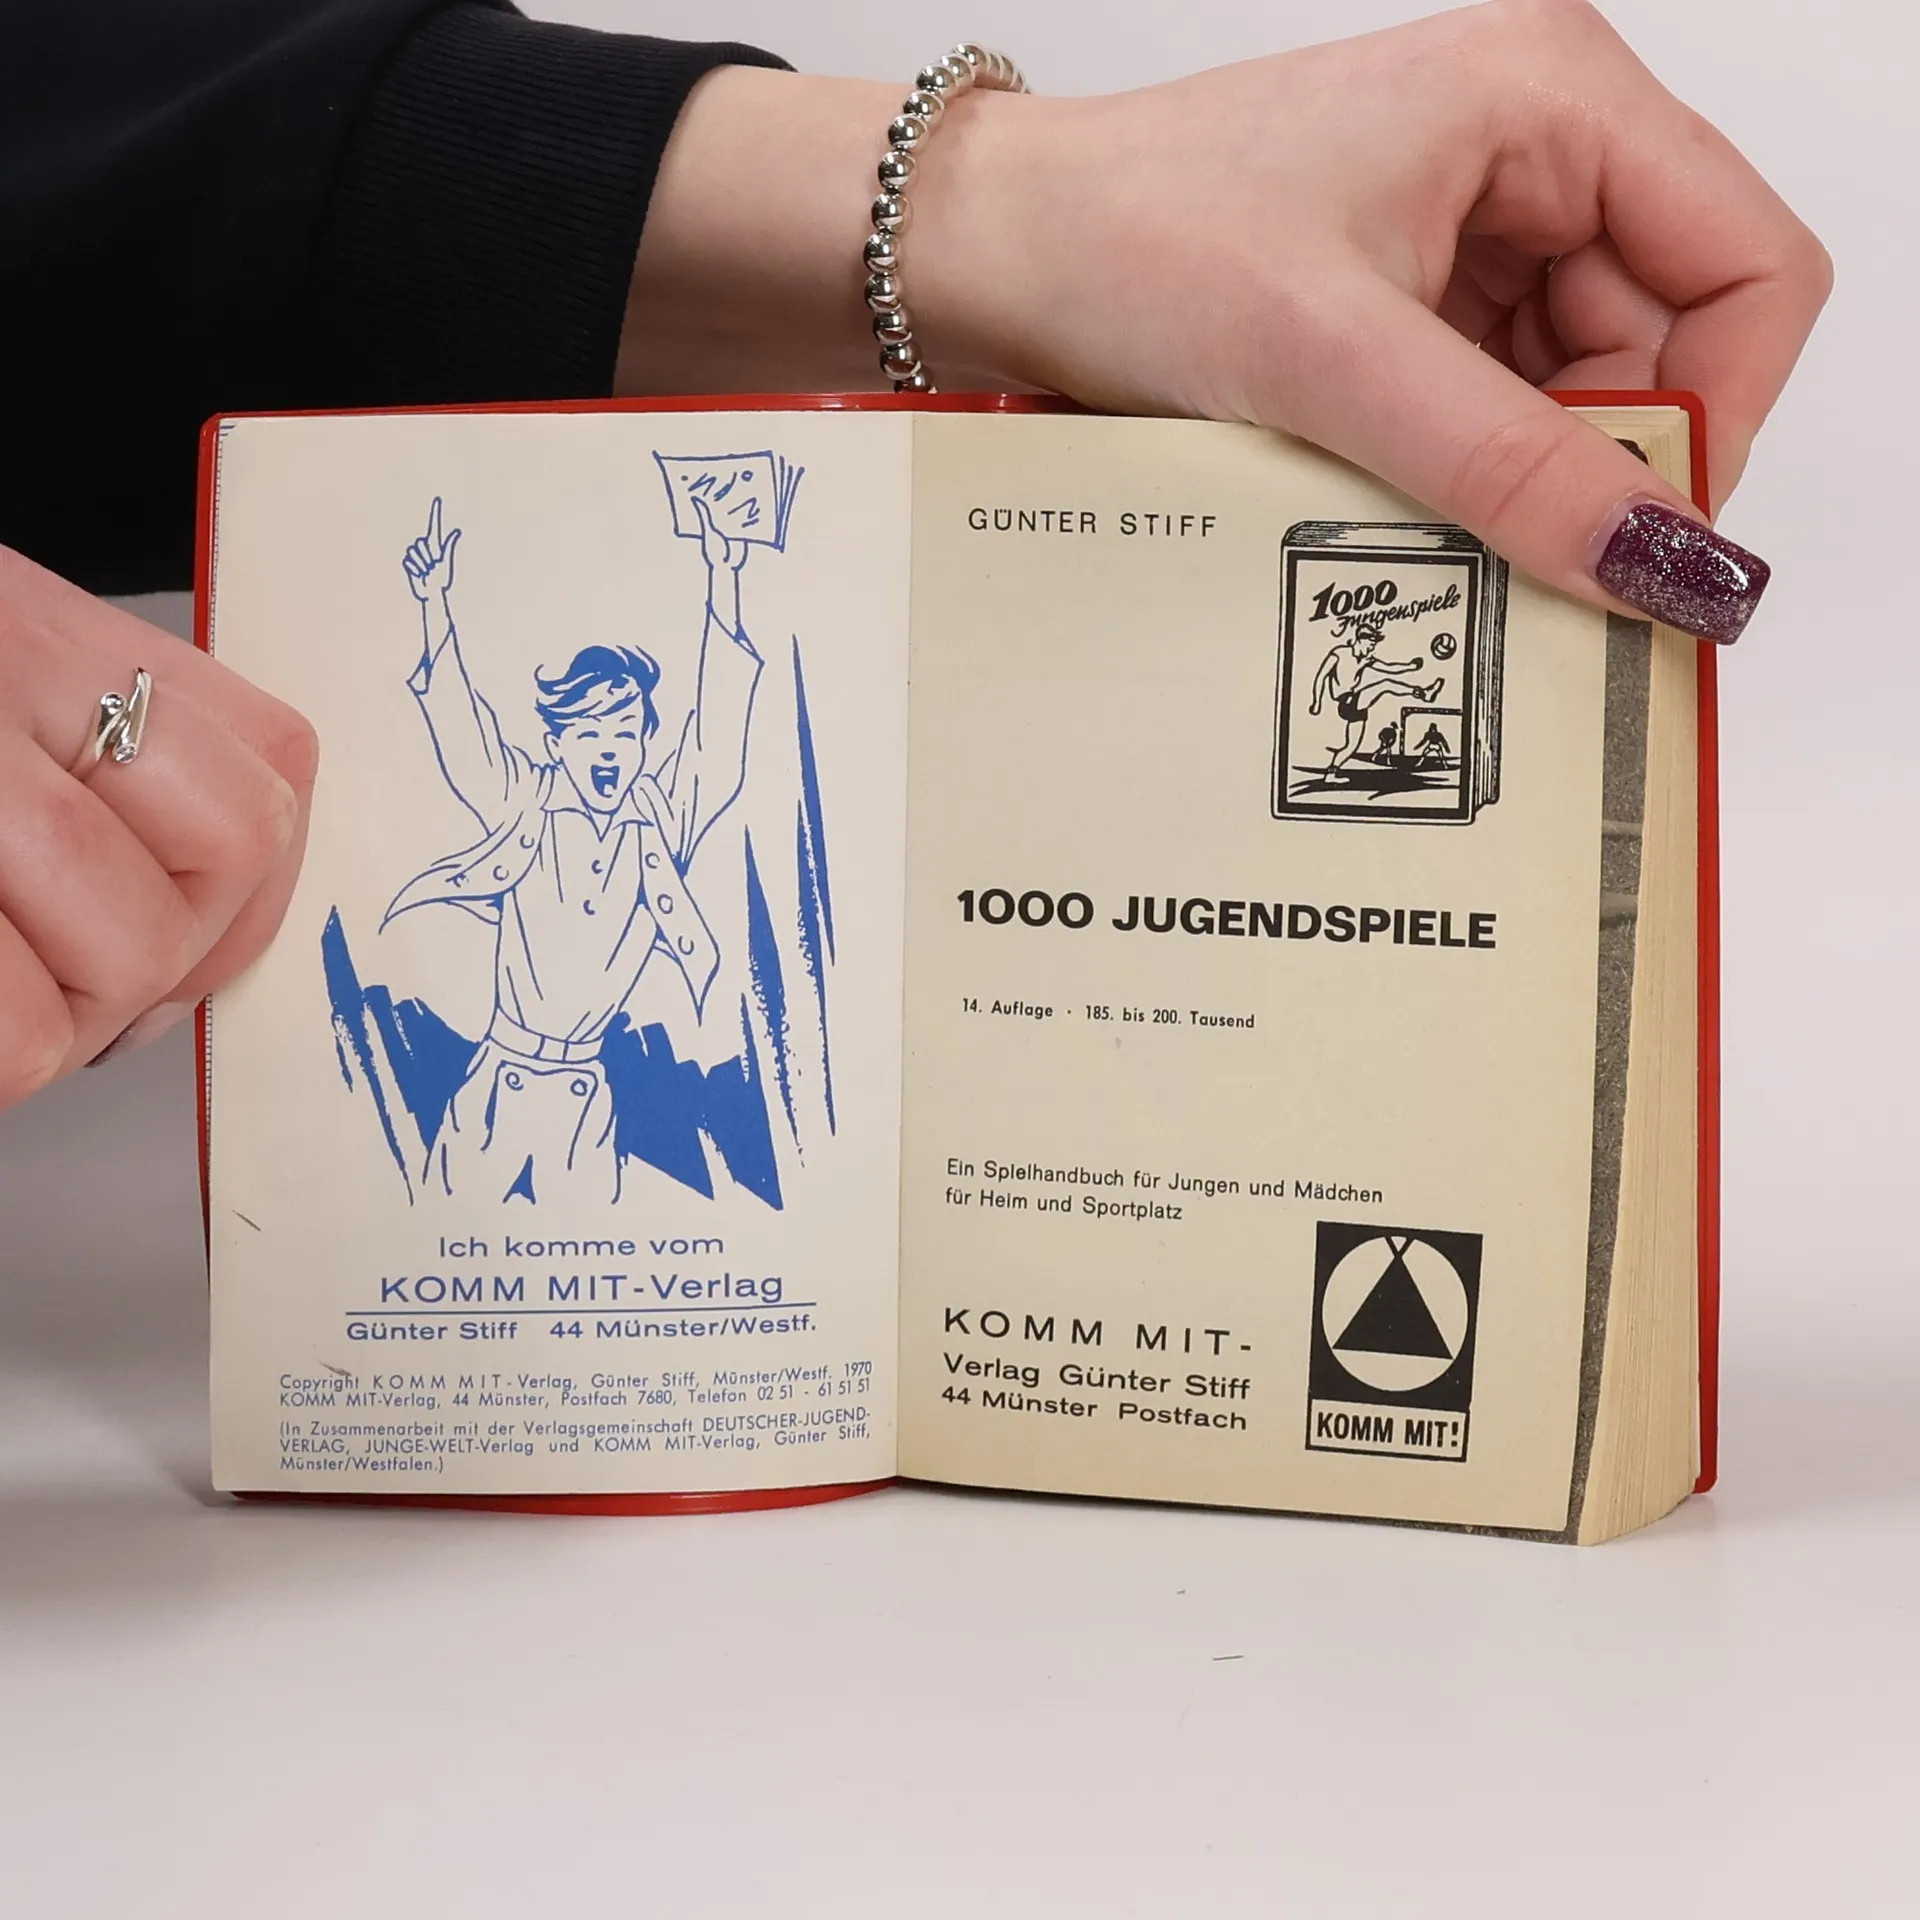 Ich komme vom
KOMM MIT-Verlag
Günter Stiff 44 Münster/Westf.
Copyright KOMM MIT-Verlag, Günter Stiff, Münster/Westf. 1970
KOMM MIT-Verlag, 44 Münster, Postfach 7680, Telefon 02 51 - 61 51 51
(In Zusammenarbeit mit der Verlagsgemeinschaft DEUTSCHER-JUGEND-
VERLAG, JUNGE-WELT-Verlag und KOMM MIT-Verlag, Günter Stiff,
Münster/Westfalen.)
GÜNTER STIFF
1000
Jungenspiele
1000 JUGENDSPIELE
14. Auflage · 185. bis 200. Tausend
Ein Spielhandbuch für Jungen und Mädchen
für Heim und Sportplatz
KOMM MIT-
Verlag Günter Stiff
44 Münster Postfach
KOMM MIT!